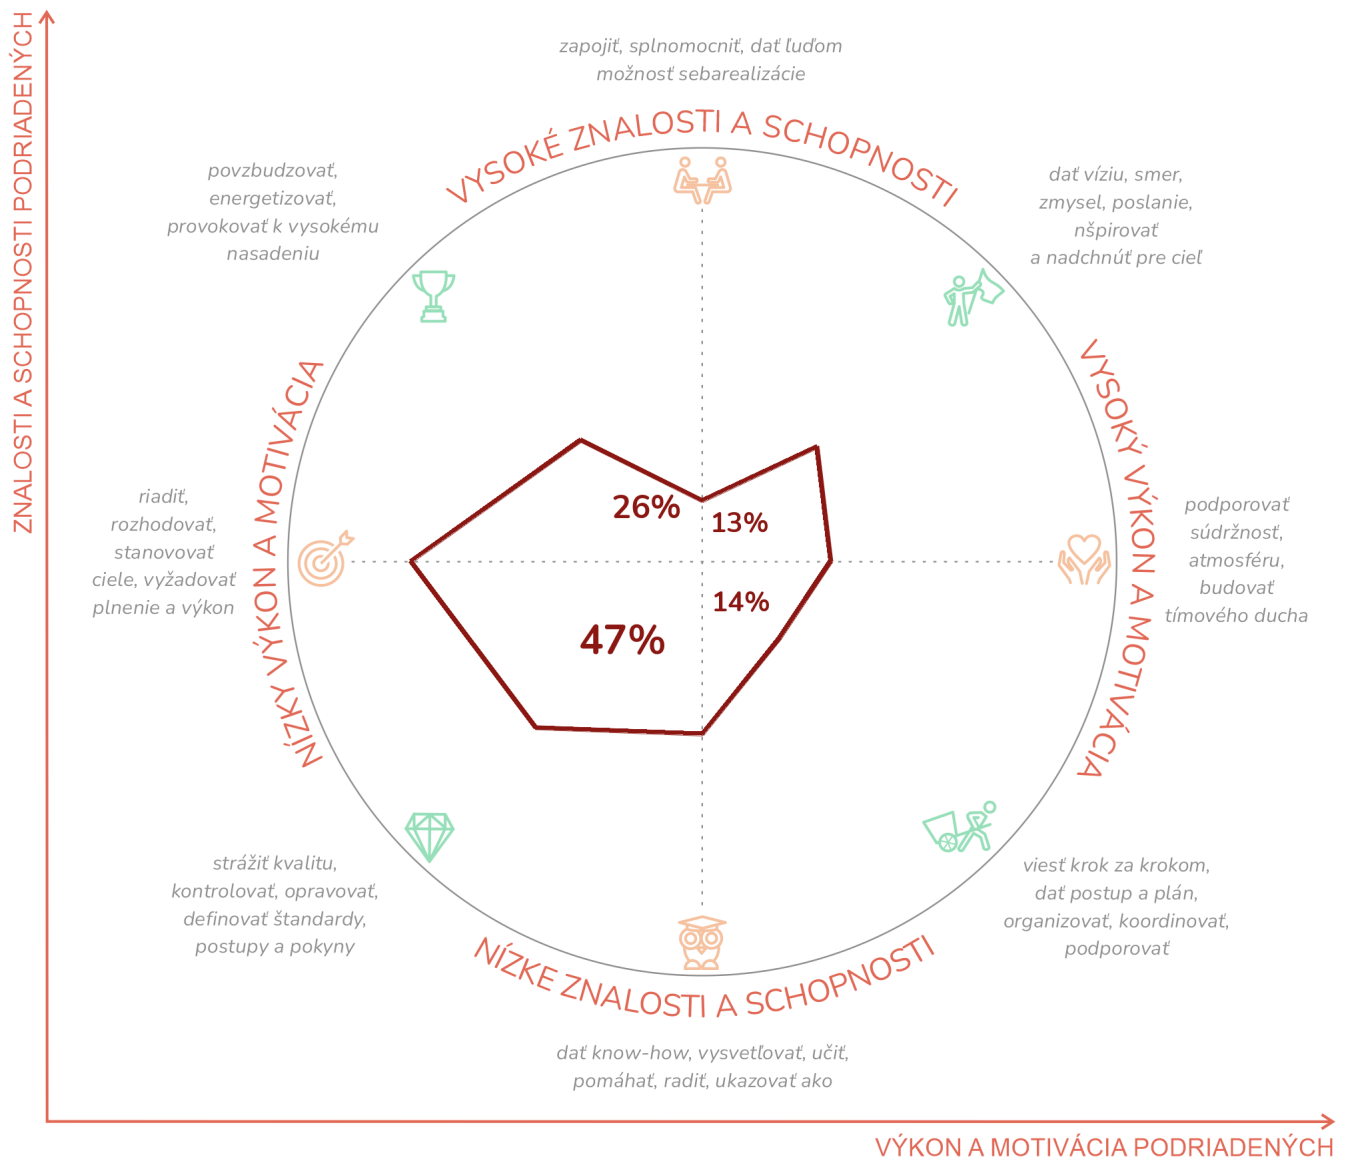 ZNALOSTI A SCHOPNOSTI PODRIADENÝCH
zapojiť, splnomocniť, dať ľuďom
možnosť sebarealizácie
VYSOKÉ ZNALOSTI A SCHOPNOSTI
povzbudzovať,
energetizovať,
provokovať k vysokému
nasadeniu
dať víziu, smer,
zmysel, poslanie,
nšpirovať
a nadchnúť pre cieľ
NÍZKY VÝKON A MOTIVÁCIA
VYSOKÝ VÝKON A MOTIVÁCIA
riadiť,
rozhodovať,
stanovovať
ciele, vyžadovať
plnenie a výkon
26%
13%
14%
47%
podporovať
súdržnosť,
atmosféru,
budovať
tímového ducha
strážiť kvalitu,
kontrolovať, opravovať,
definovať štandardy,
postupy a pokyny
viesť krok za krokom,
dať postup a plán,
organizovať, koordinovať,
podporovať
NÍZKE ZNALOSTI A SCHOPNOSTI
dať know-how, vysvetľovať, učiť,
pomáhať, radiť, ukazovať ako
VÝKON A MOTIVÁCIA PODRIADENÝCH